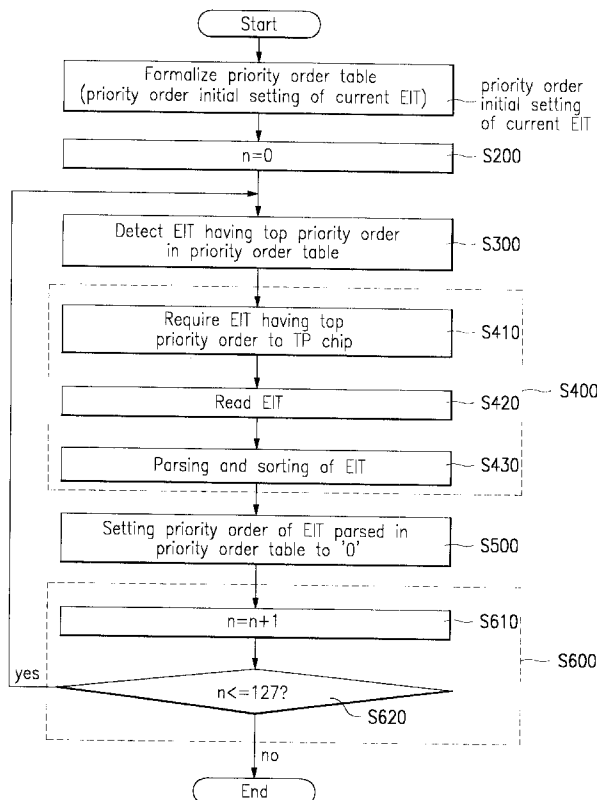 Start
Formalize priority order table
(priority order initial setting of current EIT)
priority order
initial setting
of current EIT
n=0
S200
Detect EIT having top priority order
in priority order table
S300
Require EIT having top
priority order to TP chip
S410
S400
Read EIT
S420
Parsing and sorting of EIT
S430
Setting priority order of EIT parsed in
priority order table to '0'
S500
n=n+1
S610
S600
yes
n<=127?
S620
no
End